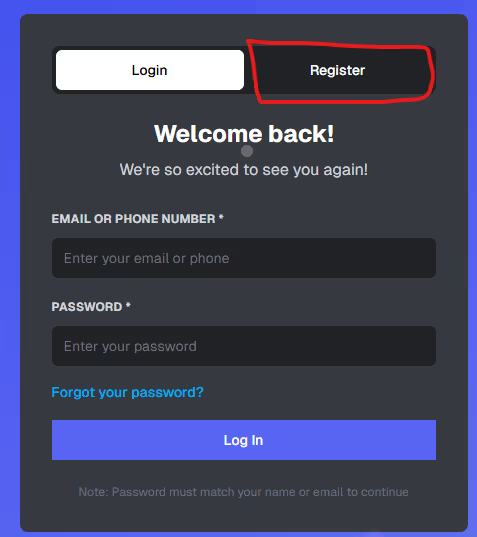 Login
Register
Welcome back!
We're so excited to see you again!
EMAIL OR PHONE NUMBER *
Enter your email or phone
PASSWORD *
Enter your password
Forgot your password?
Log In
Note: Password must match your name or email to continue